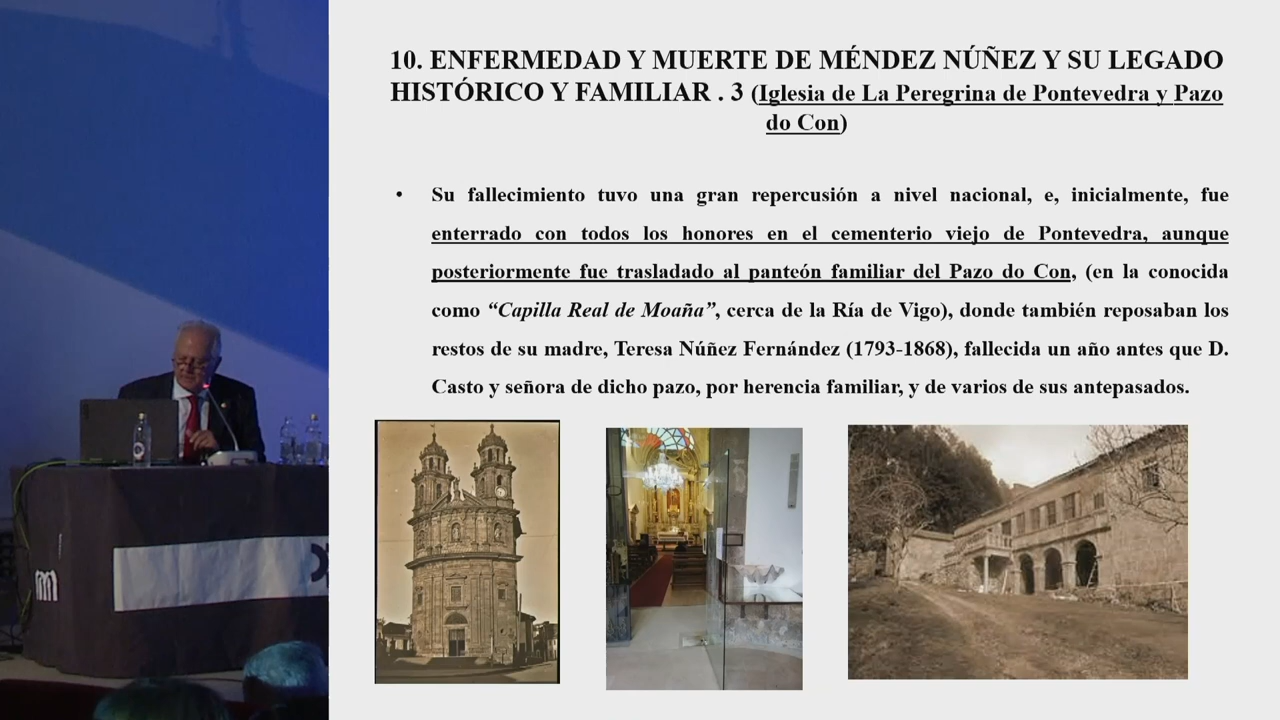 10. ENFERMEDAD Y MUERTE DE MÉNDEZ NÚÑEZ Y SU LEGADO
HISTÓRICO Y FAMILIAR . 3 (Iglesia de La Peregrina de Pontevedra y Pazo
do Con)
• Su fallecimiento tuvo una gran repercusión a nivel nacional, e, inicialmente, fue
enterrado con todos los honores en el cementerio viejo de Pontevedra, aunque
posteriormente fue trasladado al panteón familiar del Pazo do Con, (en la conocida
como “Capilla Real de Moaña”, cerca de la Ría de Vigo), donde también reposaban los
restos de su madre, Teresa Núñez Fernández (1793-1868), fallecida un año antes que D.
Casto y señora de dicho pazo, por herencia familiar, y de varios de sus antepasados.